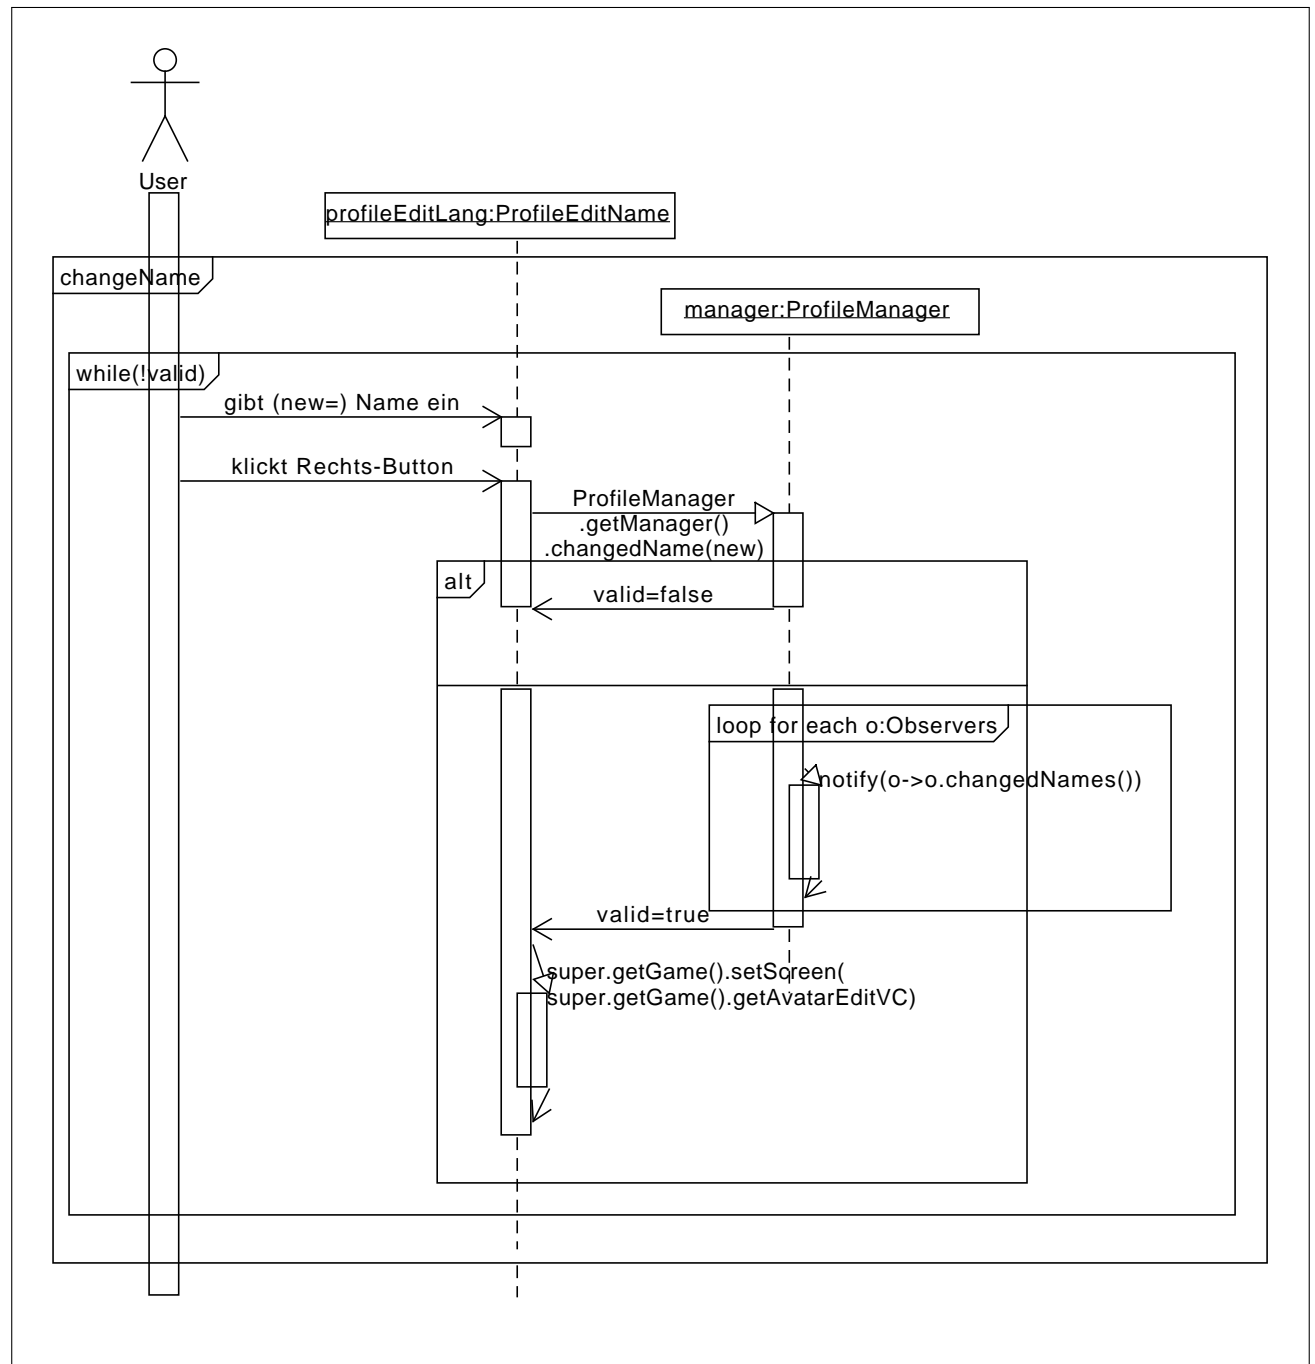 User
profileEditLang:ProfileEditName
changeName
manager:ProfileManager
while(!valid)
gibt (new=) Name ein
klickt Rechts-Button
ProfileManager
.getManager()
.changedName(new)
alt
valid=false
loop for each o:Observers
notify(o->o.changedNames())
valid=true
super.getGame().setScreen(
super.getGame().getAvatarEditVC)